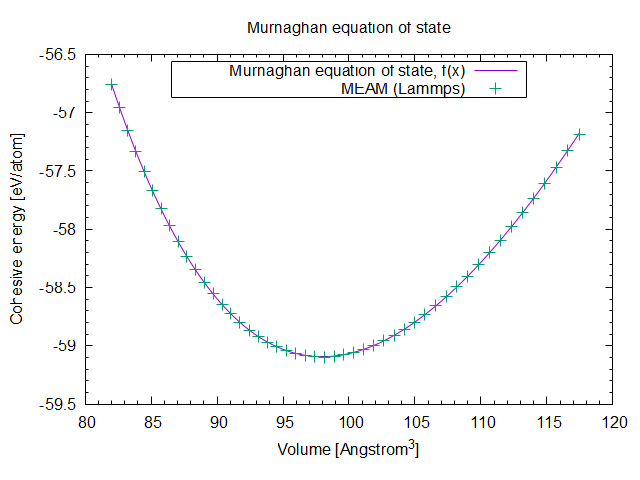 Murnaghan equation of state
-56.5
-57
-57.5
-58
-58.5
-59
-59.5
Cohesive energy [eV/atom]
Murnaghan equation of state, f(x)
MEAM (Lammps)
80 85 90 95 100 105 110 115 120
Volume [Angstrom³]